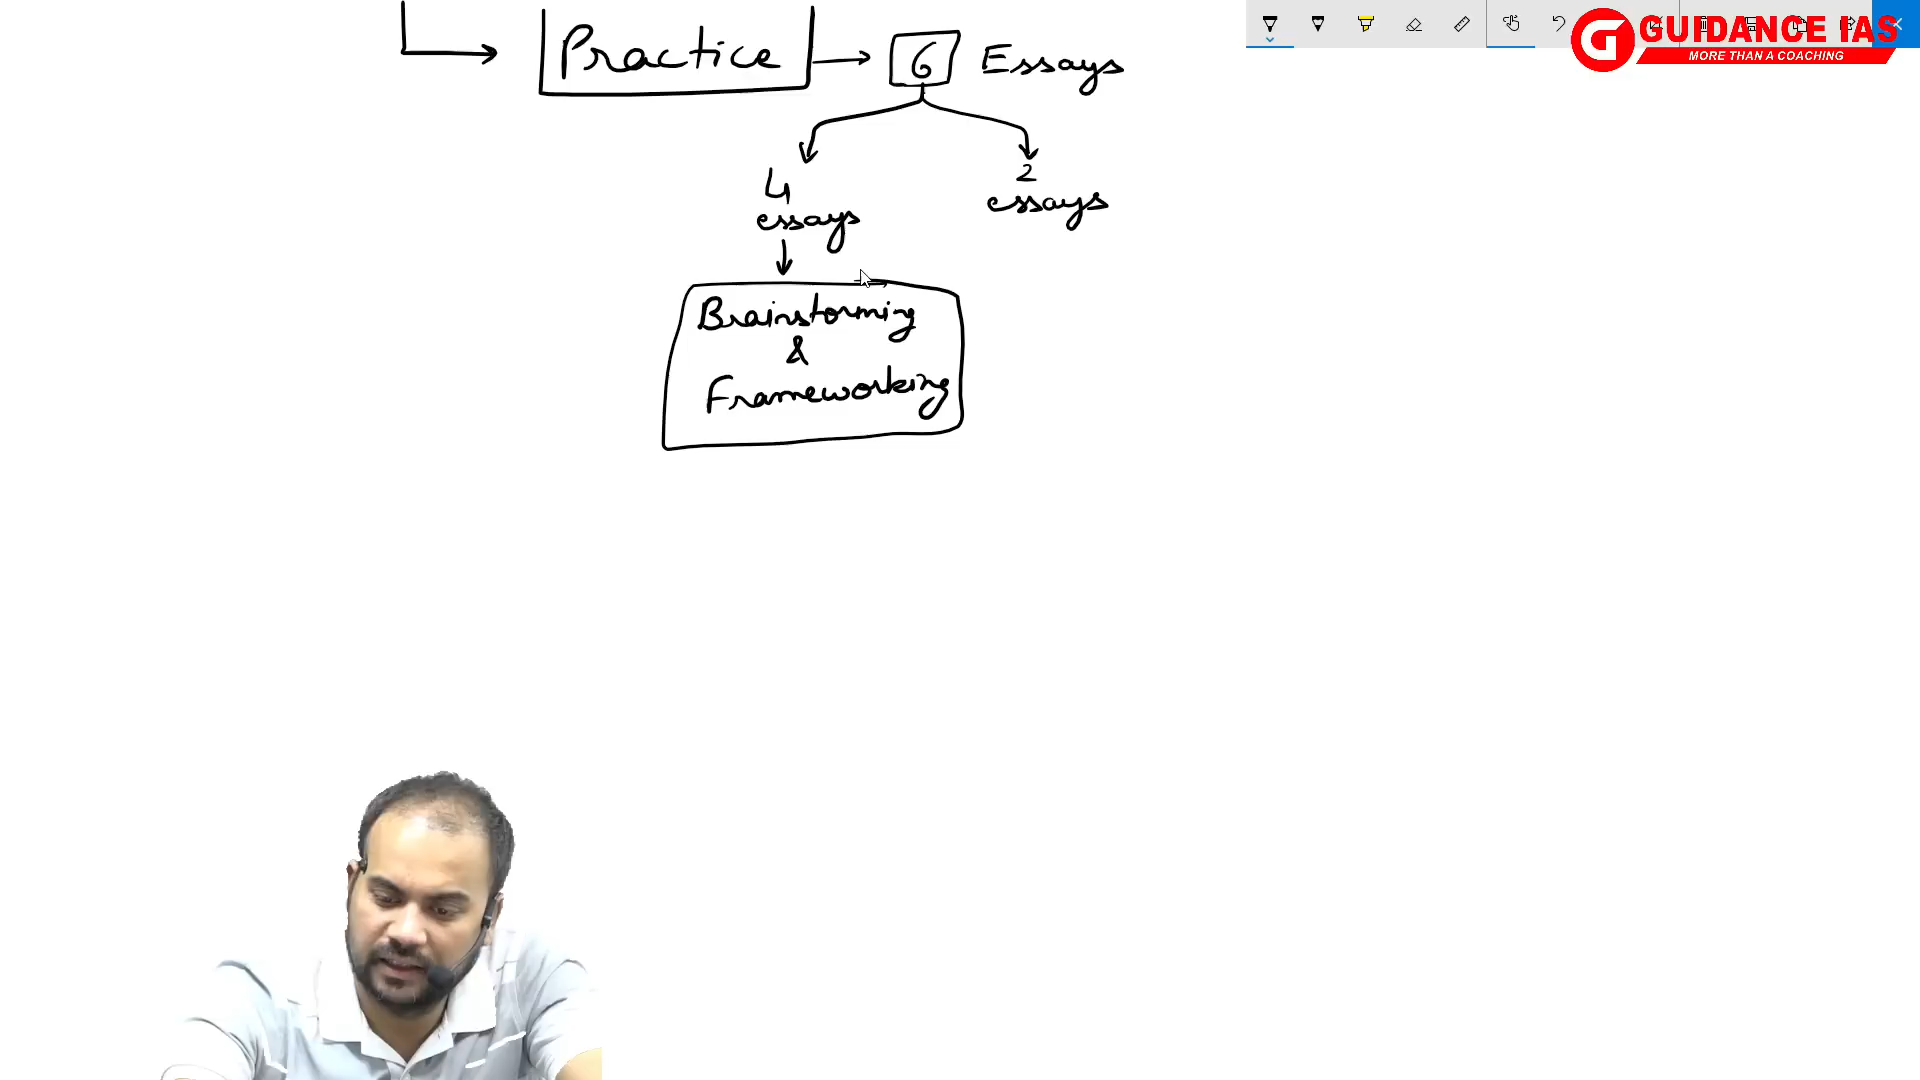 Practice
6 Essays
4
essays
2
essays
Brainstorming
&
Frameworking
GUIDANCE IAS
MORE THAN A COACHING